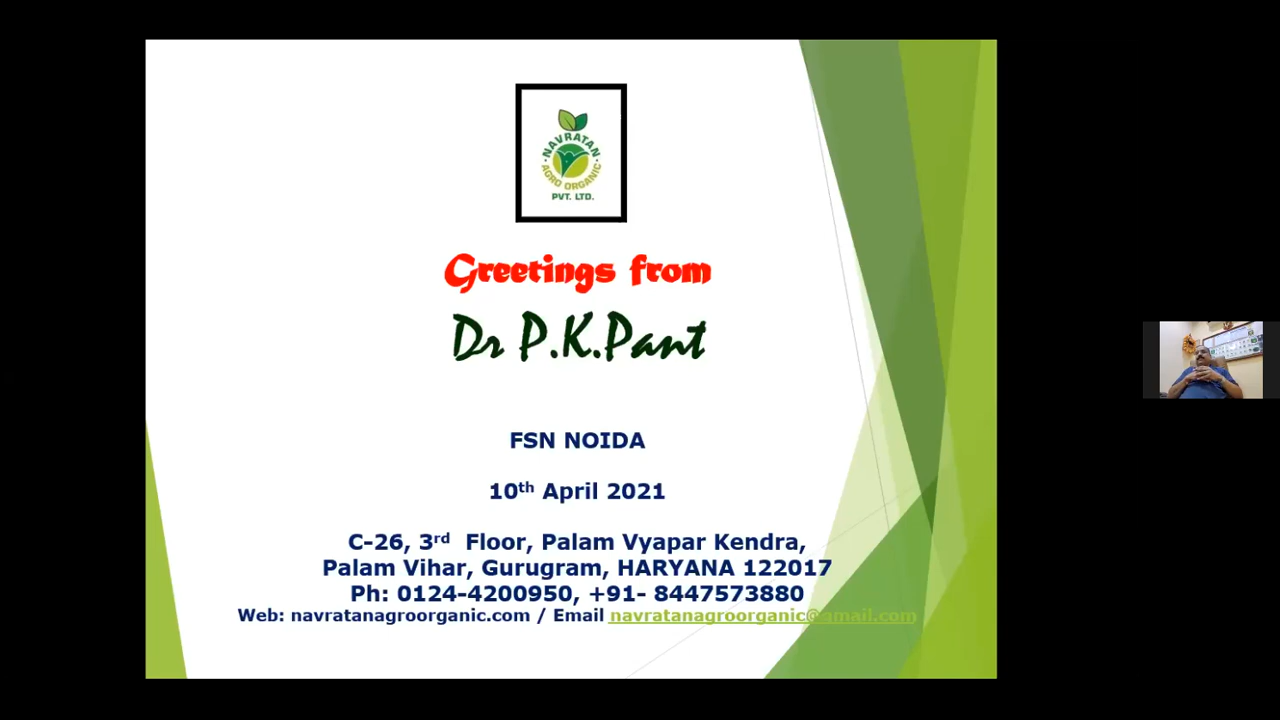 NAVRATAN
AGRO ORGANIC
PVT. LTD.
Greetings from
Dr P.K.Pant
FSN NOIDA
10th April 2021
C-26, 3rd Floor, Palam Vyapar Kendra,
Palam Vihar, Gurugram, HARYANA 122017
Ph: 0124-4200950, +91- 8447573880
Web: navratanagroorganic.com / Email navratanagroorganic@gmail.com